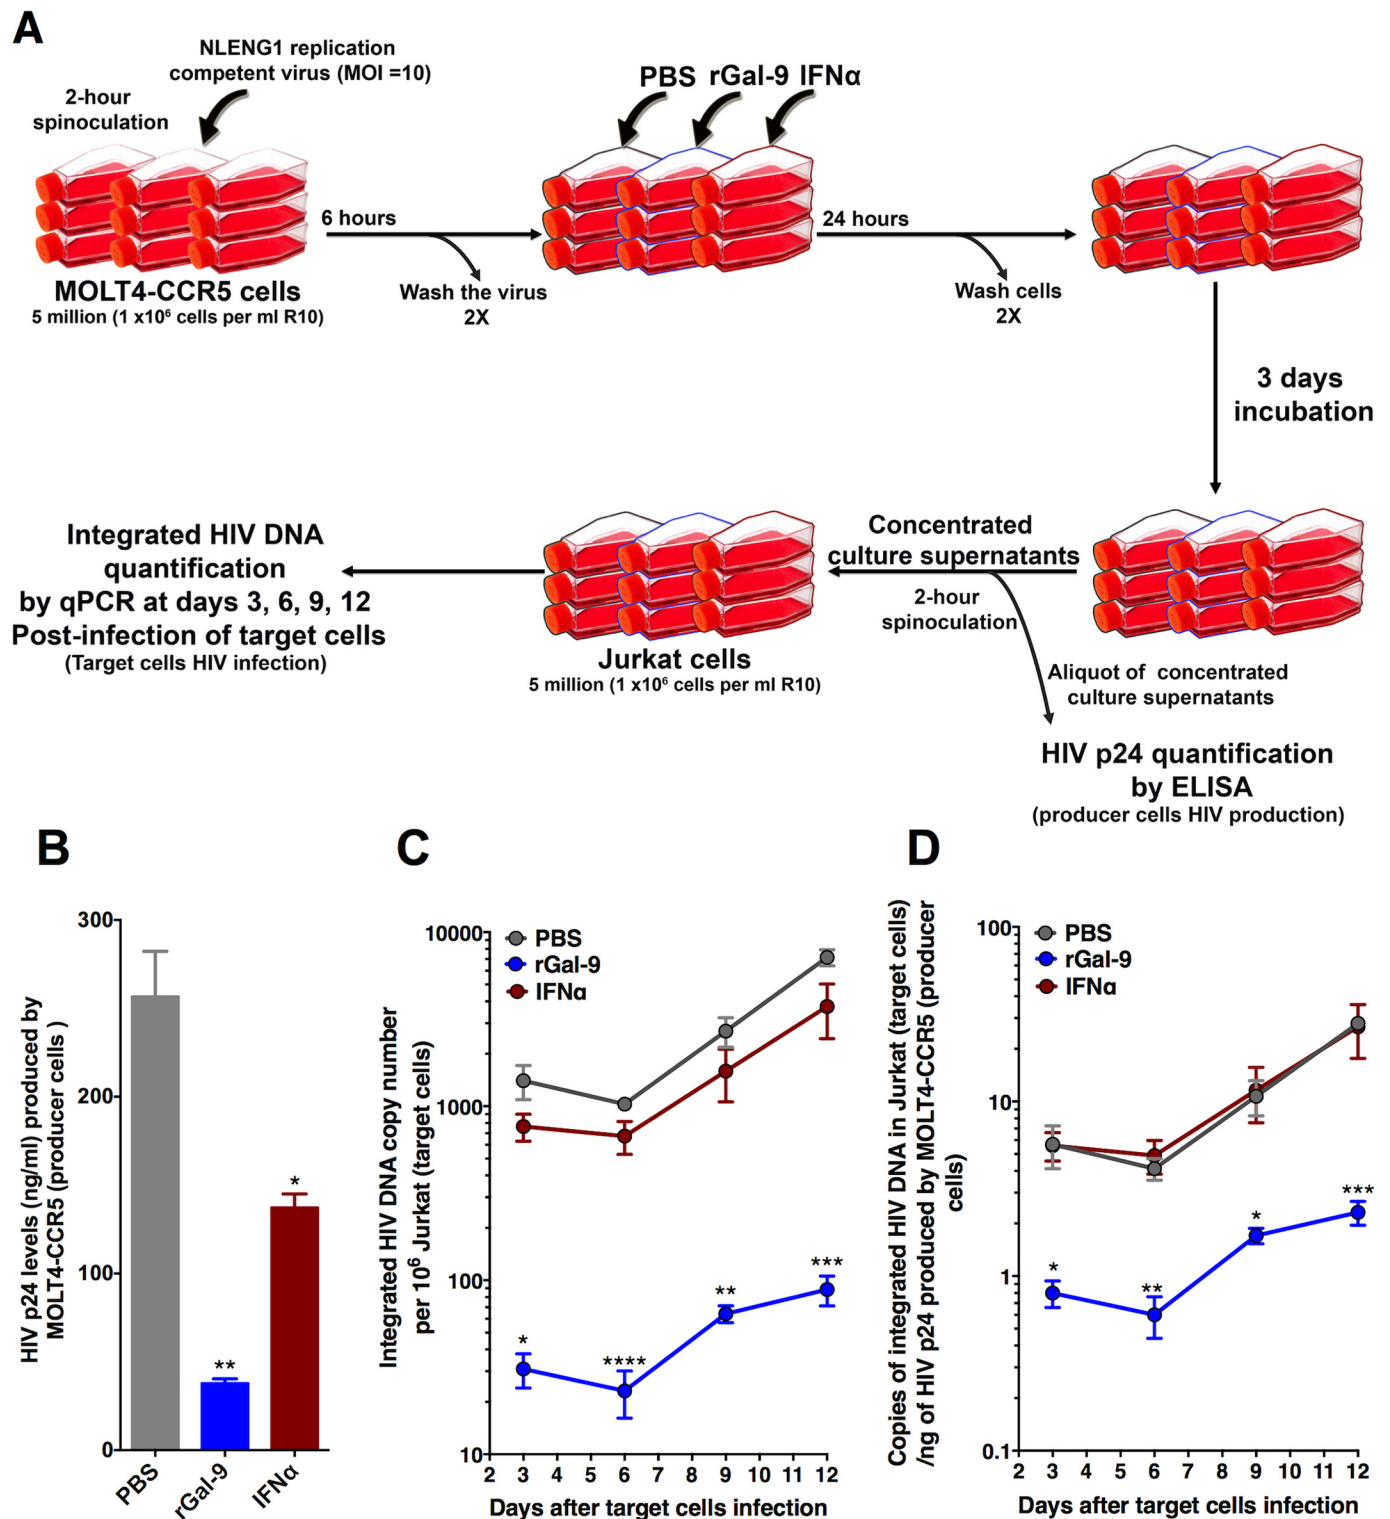 A
NLENG1 replication
competent virus (MOI =10)
2-hour
spinoculation
PBS rGal-9 IFNα
6 hours
24 hours
Wash the virus
2X
Wash cells
2X
MOLT4-CCR5 cells
5 million (1 x10⁶ cells per ml R10)
3 days
incubation
Concentrated
culture supernatants
2-hour
spinoculation
Aliquot of concentrated
culture supernatants
HIV p24 quantification
by ELISA
(producer cells HIV production)
Jurkat cells
5 million (1 x10⁶ cells per ml R10)
Integrated HIV DNA
quantification
by qPCR at days 3, 6, 9, 12
Post-infection of target cells
(Target cells HIV infection)
B
HIV p24 levels (ng/ml) produced by
MOLT4-CCR5 (producer cells )
300
200
100
0
**
*
PBS
rGal-9
IFNα
C
Integrated HIV DNA copy number
per 10⁶ Jurkat (target cells)
10000
1000
100
10
PBS
rGal-9
IFNα
*
****
**
***
2 3 4 5 6 7 8 9 10 11 12
Days after target cells infection
D
Copies of integrated HIV DNA in Jurkat (target cells)
/ng of HIV p24 produced by MOLT4-CCR5 (producer
cells)
100
10
1
0.1
PBS
rGal-9
IFNα
*
**
*
***
2 3 4 5 6 7 8 9 10 11 12
Days after target cells infection